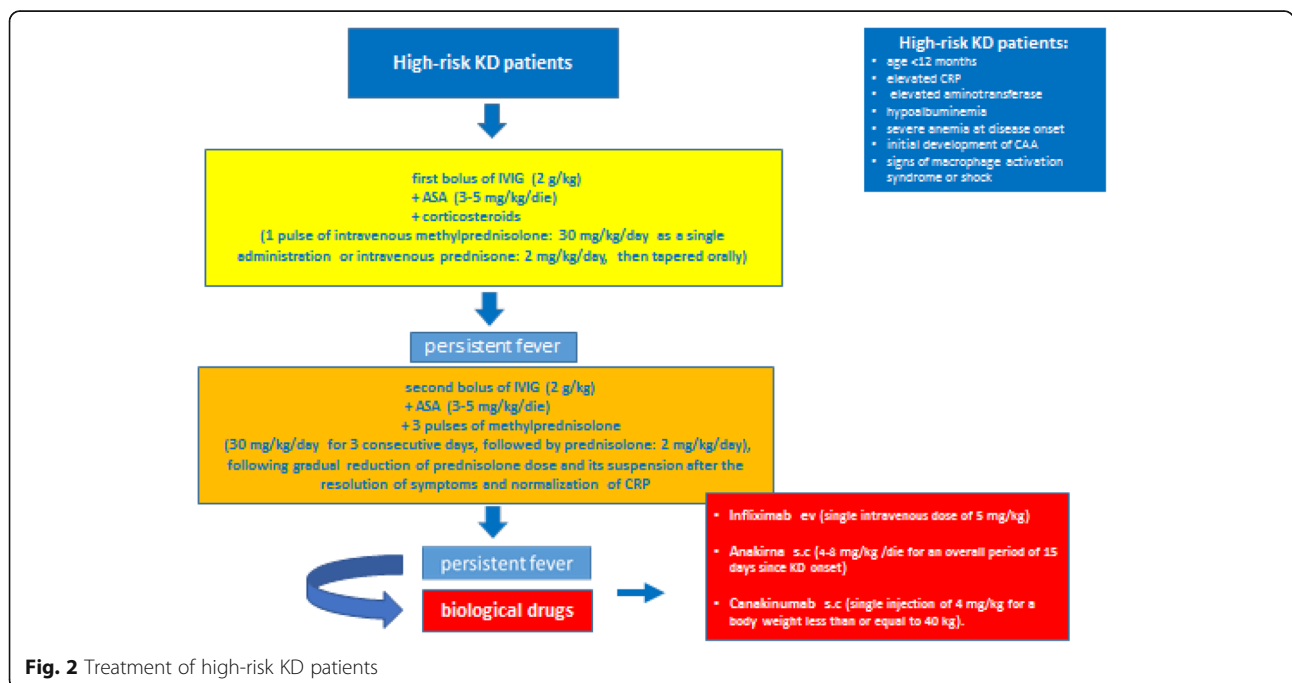 High-risk KD patients
High-risk KD patients:
• age <12 months
• elevated CRP
• elevated aminotransferase
• hypoalbuminemia
• severe anemia at disease onset
• initial development of CAA
• signs of macrophage activation
syndrome or shock
first bolus of IVIG (2 g/kg)
+ ASA (3-5 mg/kg/die)
+ corticosteroids
(1 pulse of intravenous methylprednisolone: 30 mg/kg/day as a single
administration or intravenous prednisone: 2 mg/kg/day, then tapered orally)
persistent fever
second bolus of IVIG (2 g/kg)
+ ASA (3-5 mg/kg/die)
+ 3 pulses of methylprednisolone
(30 mg/kg/day for 3 consecutive days, followed by prednisolone: 2 mg/kg/day),
following gradual reduction of prednisolone dose and its suspension after the
resolution of symptoms and normalization of CRP
persistent fever
biological drugs
• Infliximab ev (single intravenous dose of 5 mg/kg)
• Anakirna s.c (4-8 mg/kg /die for an overall period of 15
days since KD onset)
• Canakinumab s.c (single injection of 4 mg/kg for a
body weight less than or equal to 40 kg).
Fig. 2 Treatment of high-risk KD patients